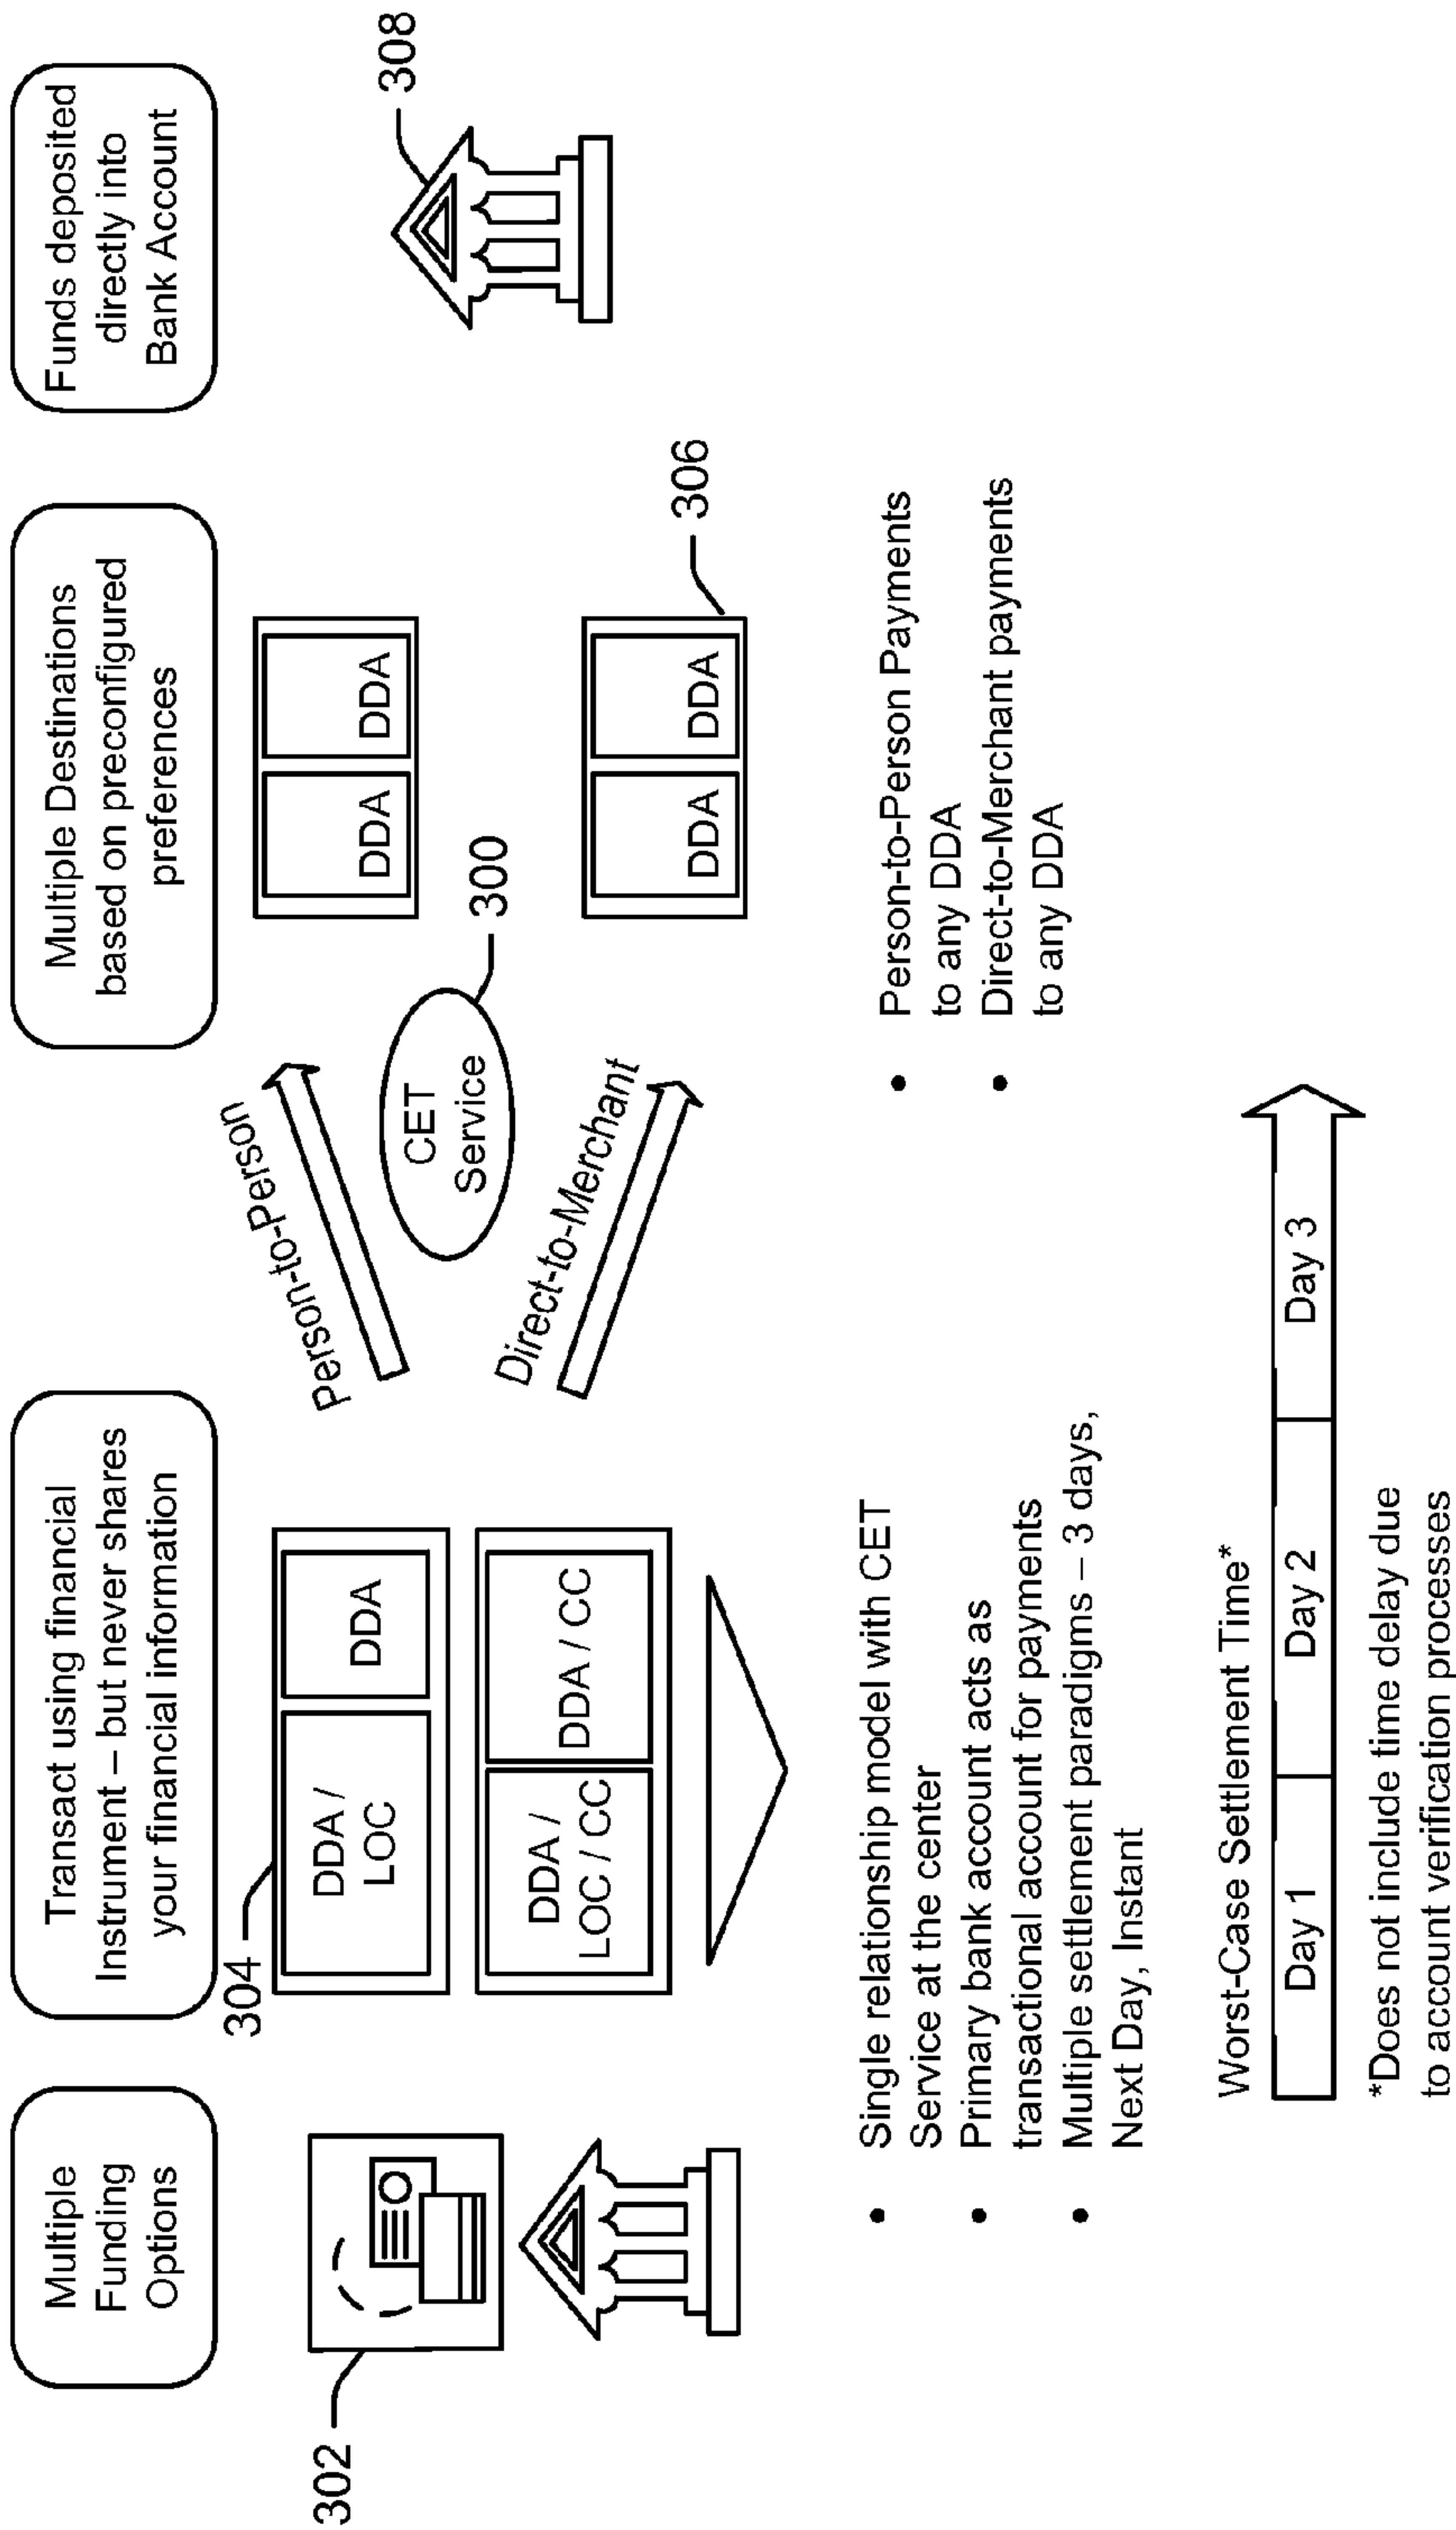 Multiple
Funding
Options
Transact using financial
Instrument – but never shares
your financial information
Multiple Destinations
based on preconfigured
preferences
Funds deposited
directly into
Bank Account
302
304
DDA /
LOC
DDA
DDA /
LOC / CC
DDA / CC
Person-to-Person
CET
Service
300
Direct-to-Merchant
DDA
DDA
DDA
DDA
306
308
• Single relationship model with CET
Service at the center
• Primary bank account acts as
transactional account for payments
• Multiple settlement paradigms – 3 days,
Next Day, Instant
• Person-to-Person Payments
to any DDA
• Direct-to-Merchant payments
to any DDA
Worst-Case Settlement Time*
Day 1
Day 2
Day 3
*Does not include time delay due
to account verification processes